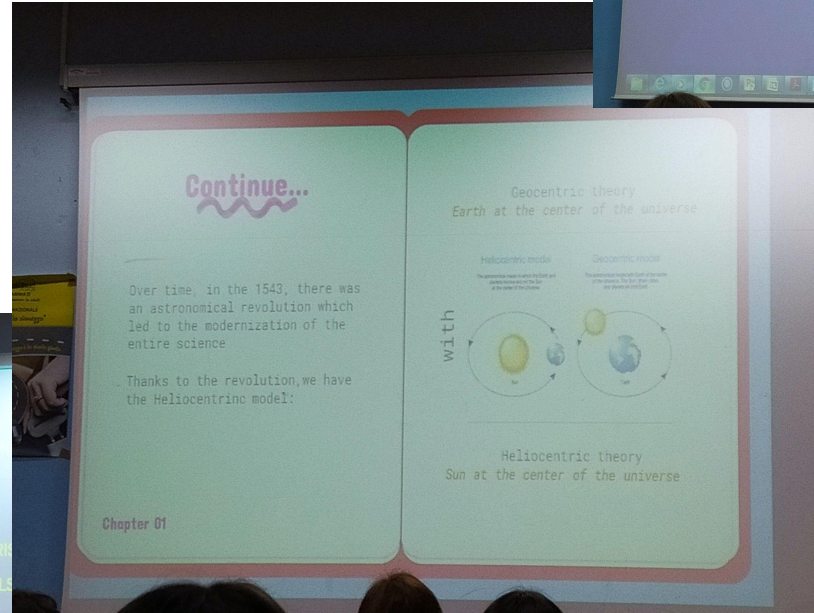 Continue...
Over time, in the 1543, there was
an astronomical revolution which
led to the modernization of the
entire science
Thanks to the revolution,we have
the Heliocentrinc model:
Chapter 01
Geocentric theory
Earth at the center of the universe
Heliocentric model
Geocentric model
with
Sun
Earth
Heliocentric theory
Sun at the center of the universe